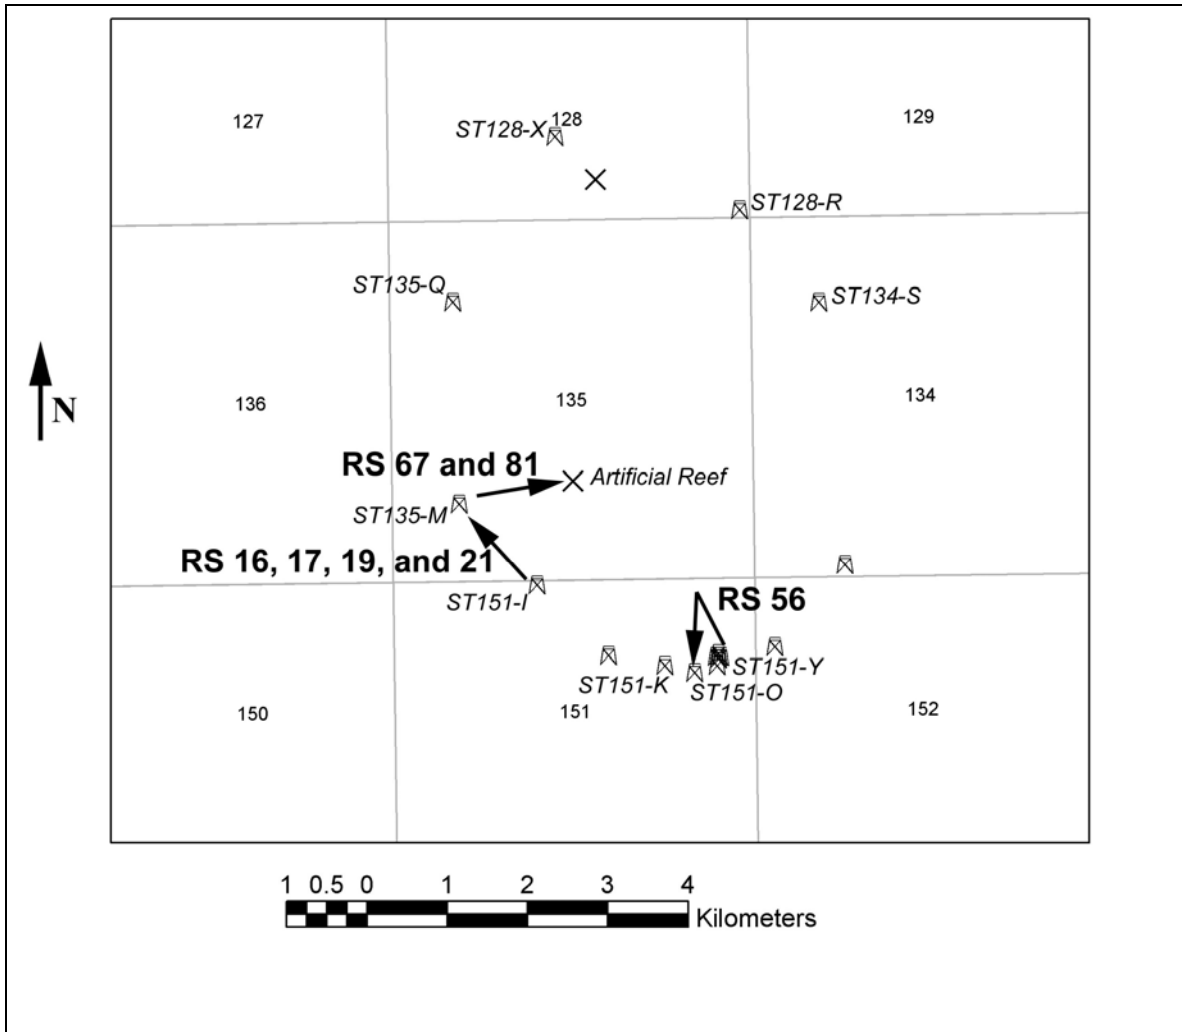 127
128
129
ST128-X
ST128-R
ST135-Q
ST134-S
136
135
134
N
RS 67 and 81
Artificial Reef
ST135-M
RS 16, 17, 19, and 21
ST151-I
RS 56
ST151-Y
ST151-K
ST151-O
150
151
152
1 0.5 0 1 2 3 4
Kilometers